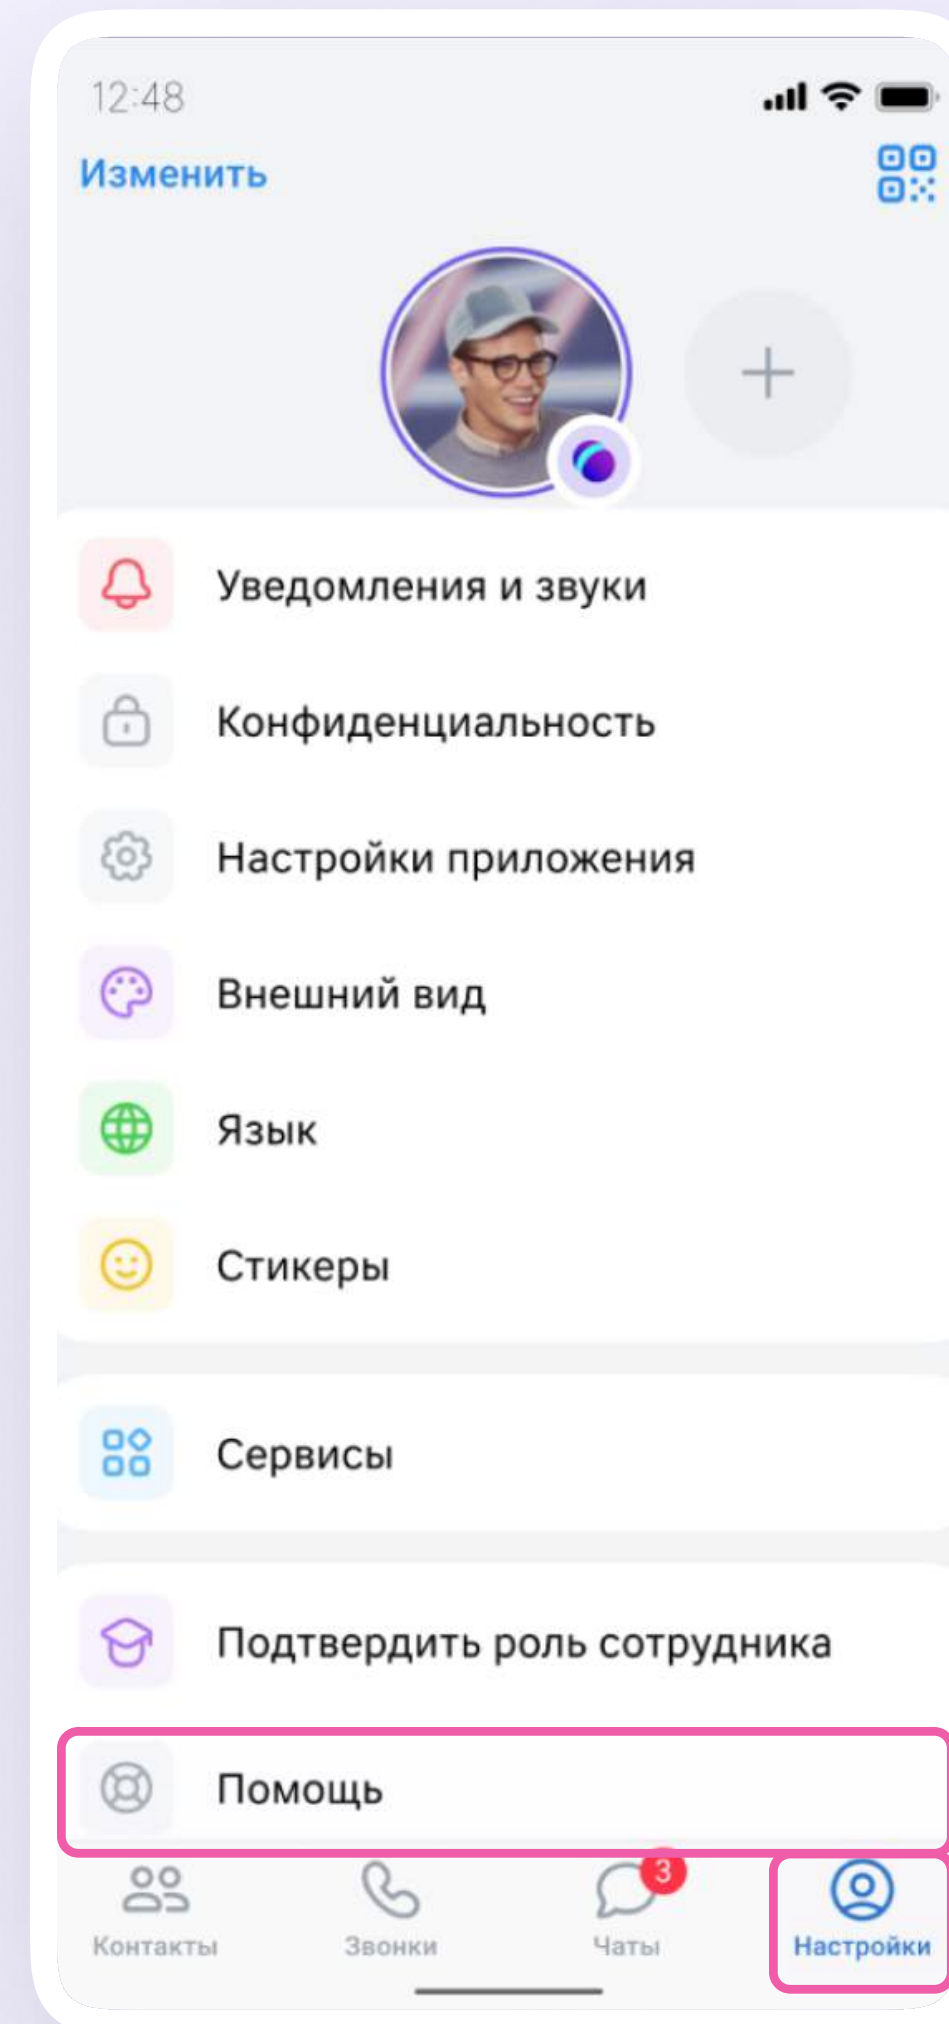 12:48
Изменить
Уведомления и звуки
Конфиденциальность
Настройки приложения
Внешний вид
Язык
Стикеры
Сервисы
Подтвердить роль сотрудника
Помощь
3
Контакты
Звонки
Чаты
Настройки